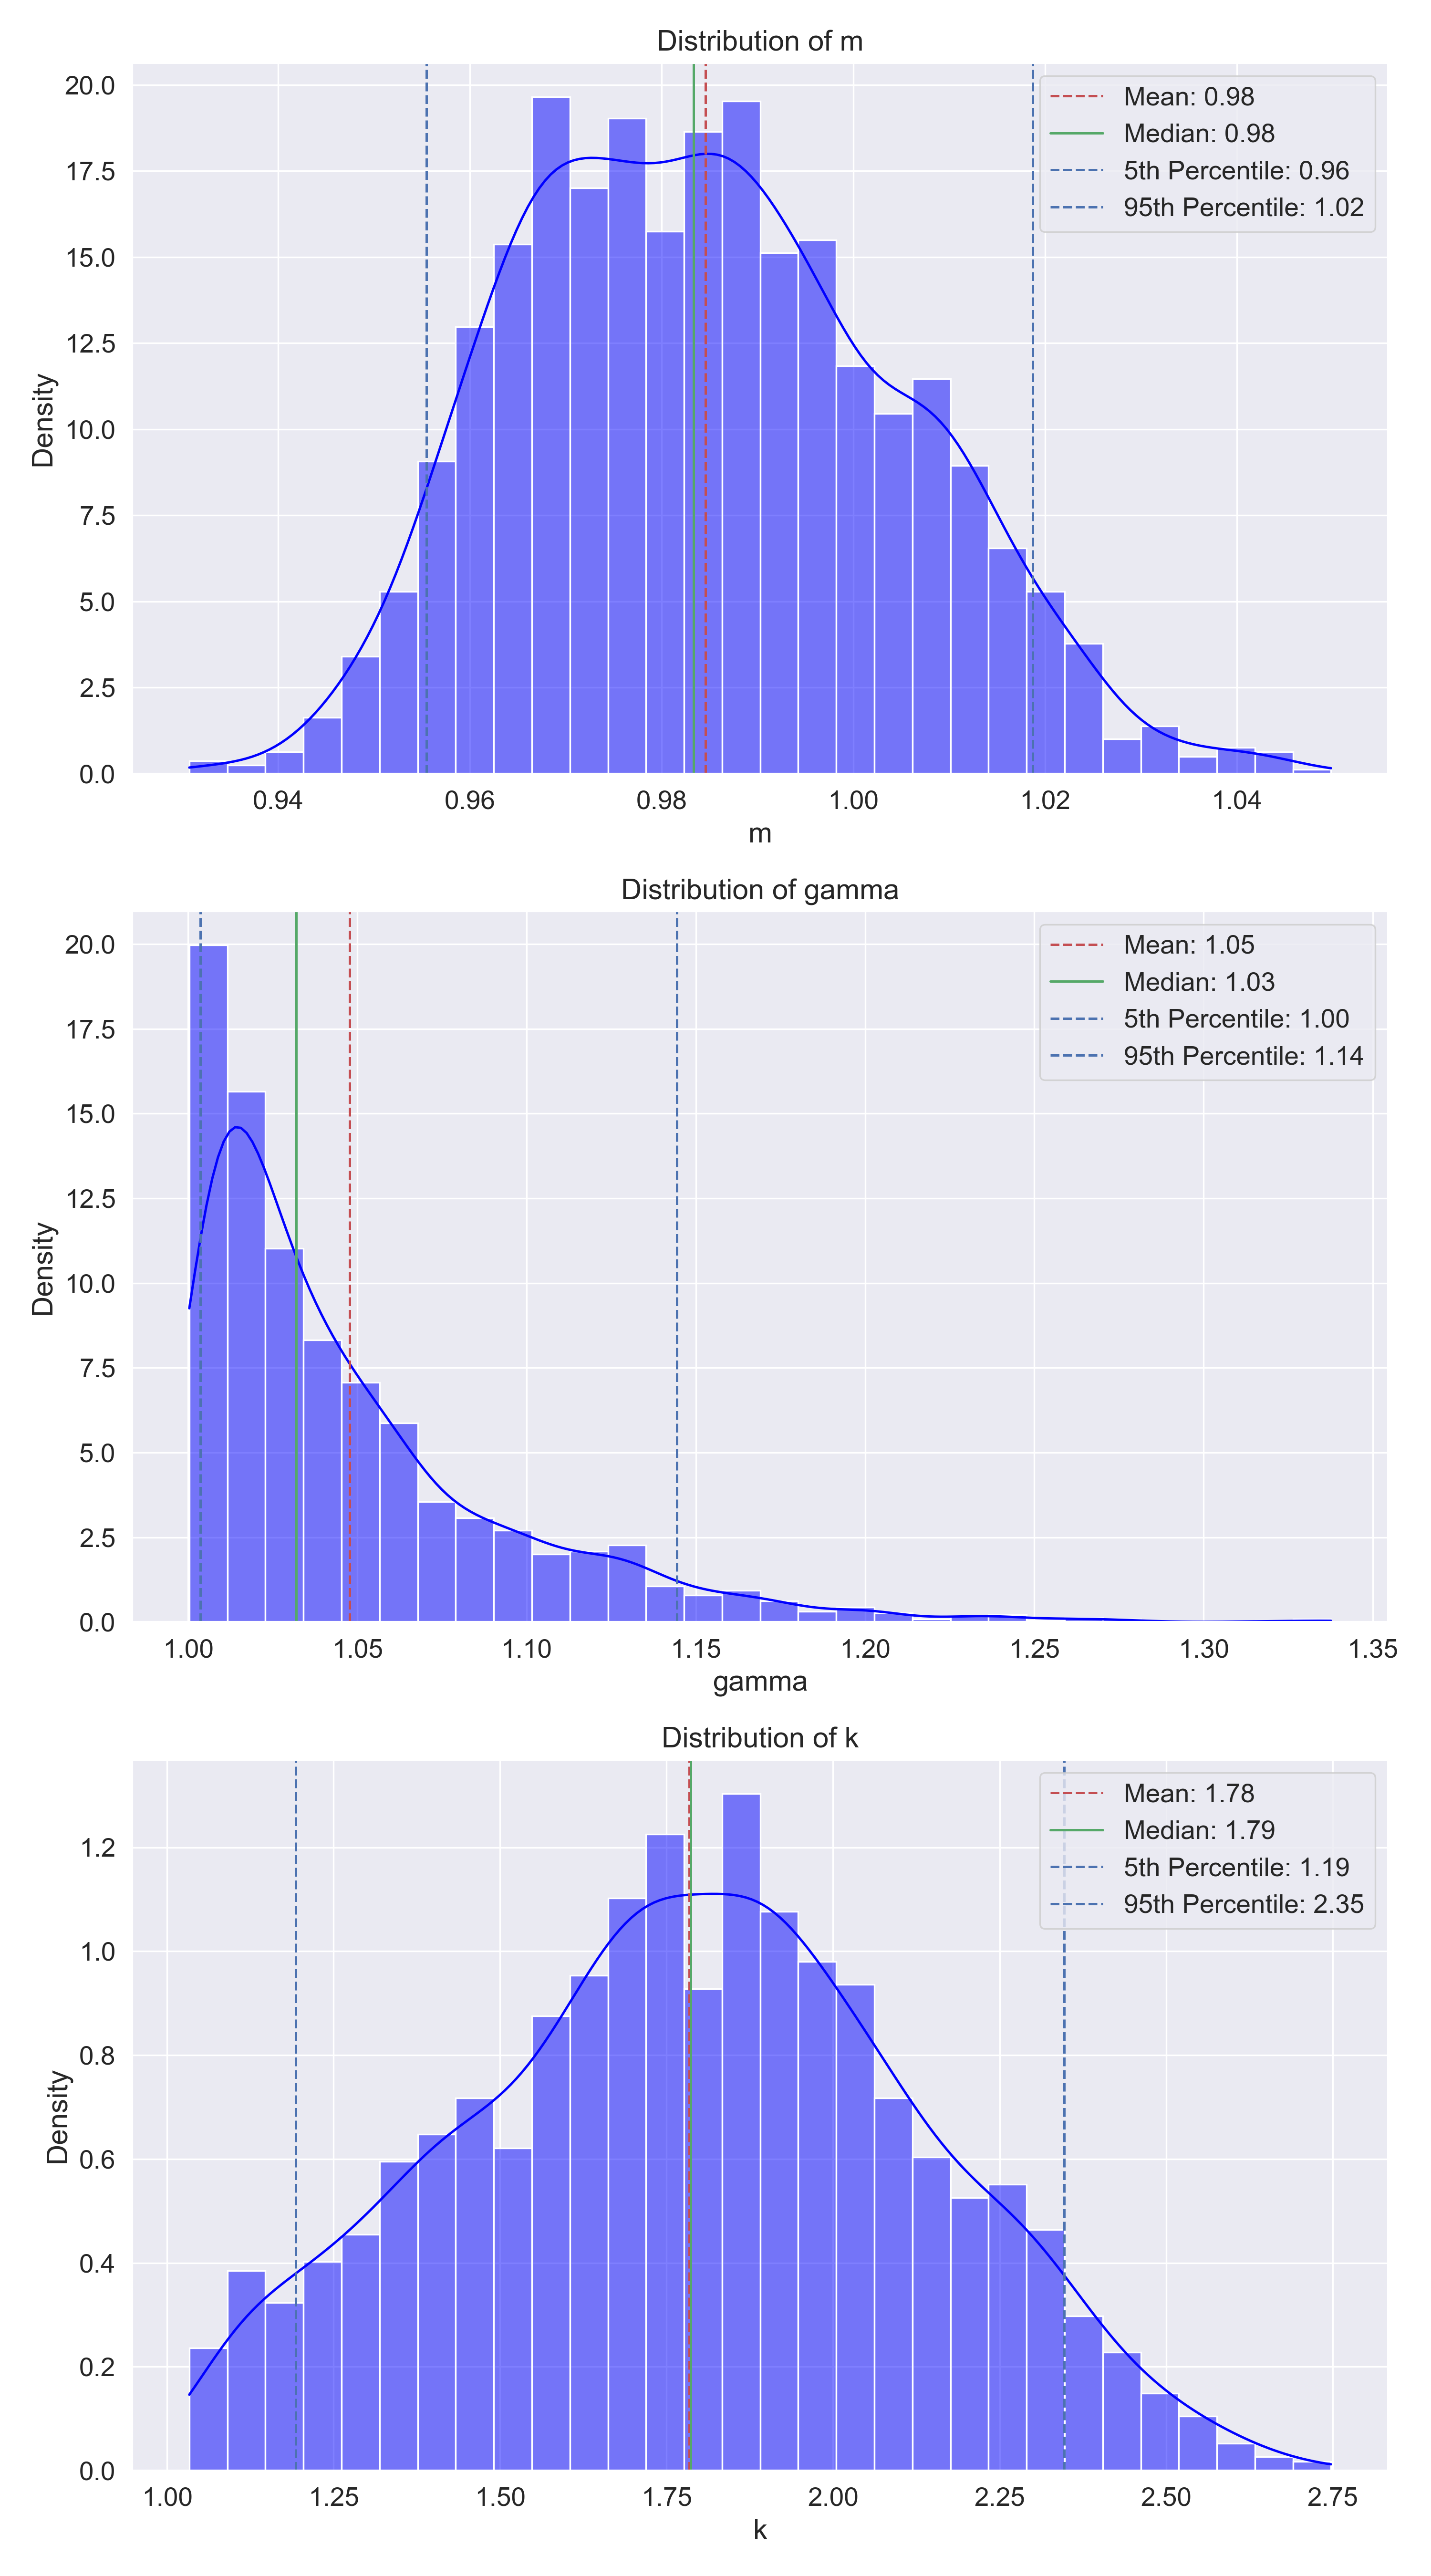 Distribution of m
Mean: 0.98
Median: 0.98
5th Percentile: 0.96
95th Percentile: 1.02
20.0
17.5
15.0
12.5
10.0
7.5
5.0
2.5
0.0
Density
0.94 0.96 0.98 1.00 1.02 1.04
m
Distribution of gamma
Mean: 1.05
Median: 1.03
5th Percentile: 1.00
95th Percentile: 1.14
20.0
17.5
15.0
12.5
10.0
7.5
5.0
2.5
0.0
Density
1.00 1.05 1.10 1.15 1.20 1.25 1.30 1.35
gamma
Distribution of k
Mean: 1.78
Median: 1.79
5th Percentile: 1.19
95th Percentile: 2.35
1.2
1.0
0.8
0.6
0.4
0.2
0.0
Density
1.00 1.25 1.50 1.75 2.00 2.25 2.50 2.75
k